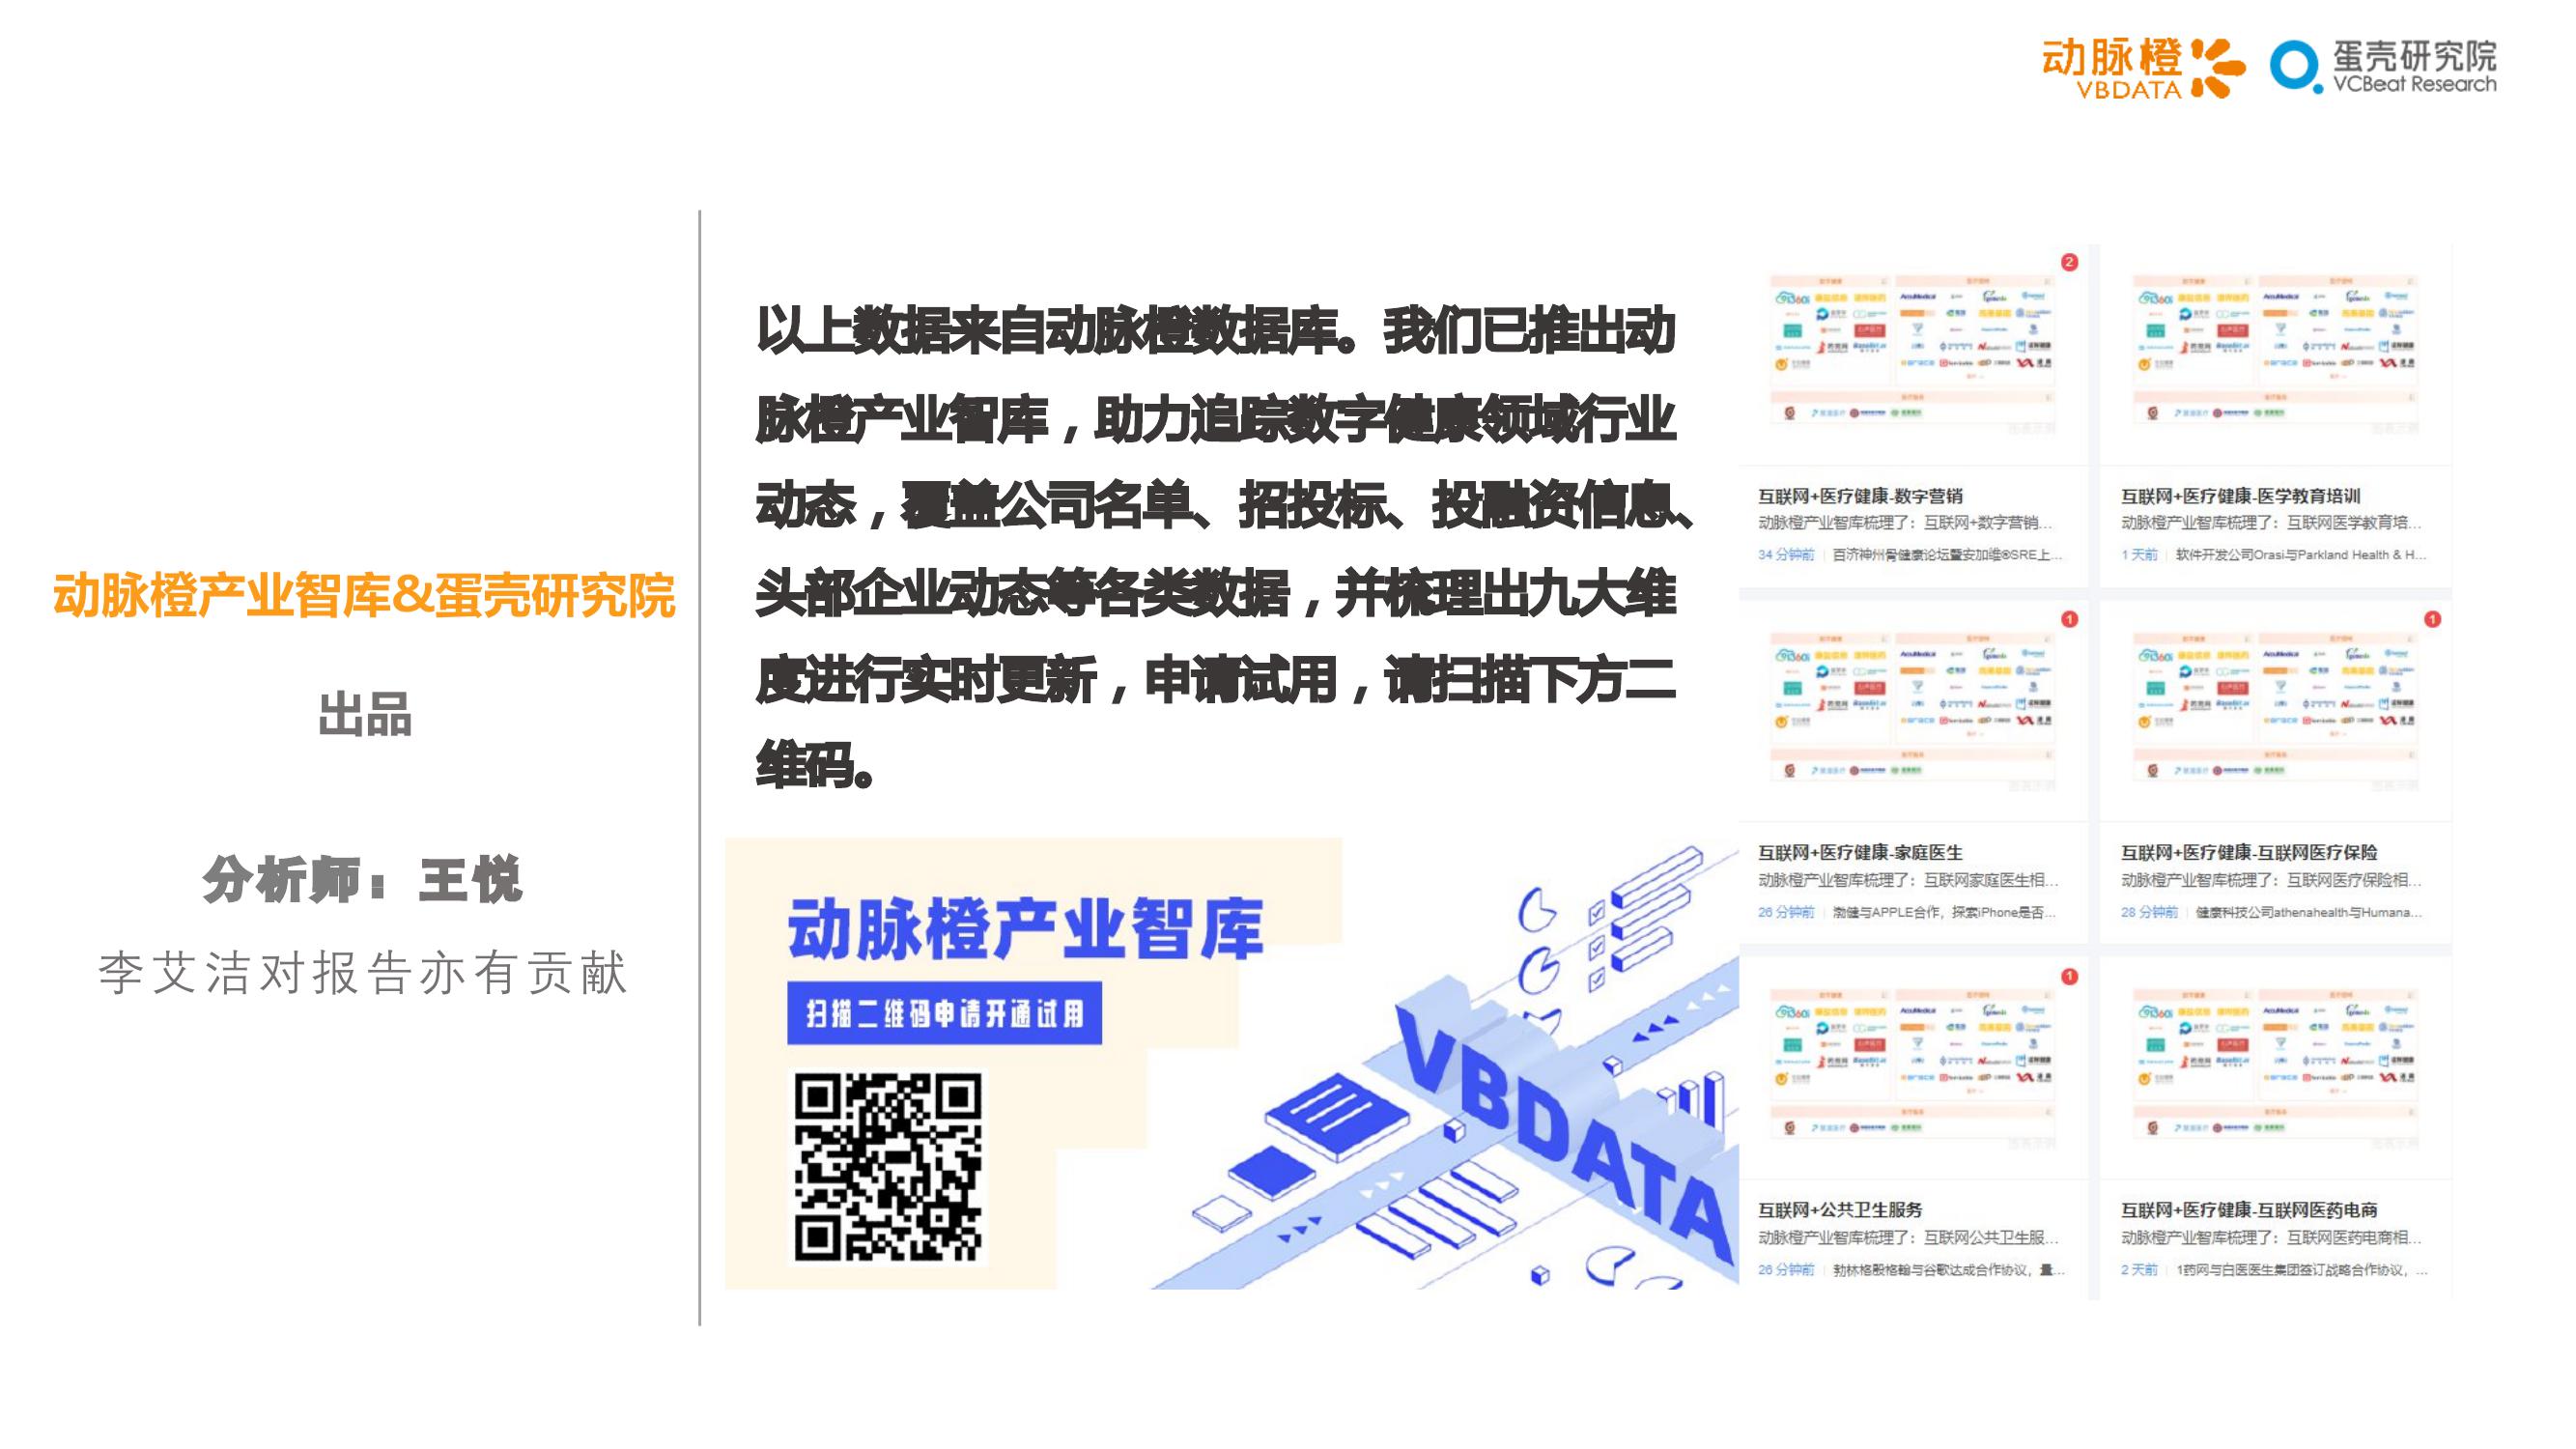 动脉橙
VBDATA
蛋壳研究院
VCBeat Research
动脉橙产业智库&蛋壳研究院
出品
分析师：王悦
李艾洁对报告亦有贡献
以上数据来自动脉橙数据库。我们已推出动
脉橙产业智库，助力追踪数字健康领域行业
动态，覆盖公司名单、招投标、投融资信息、
头部企业动态等各类数据，并梳理出九大维
度进行实时更新，申请试用，请扫描下方二
维码。
动脉橙产业智库
扫描二维码申请开通试用
VBDATA
2
互联网+医疗健康-数字营销
动脉橙产业智库梳理了：互联网+数字营销...
34 分钟前 | 百济神州骨健康论坛暨安加维®SRE上...
互联网+医疗健康-医学教育培训
动脉橙产业智库梳理了：互联网医学教育培...
1 天前 | 软件开发公司Orasi与Parkland Health & H...
1
互联网+医疗健康-家庭医生
动脉橙产业智库梳理了：互联网家庭医生相...
26 分钟前 | 渤健与APPLE合作，探索iPhone是否...
1
互联网+医疗健康-互联网医疗保险
动脉橙产业智库梳理了：互联网医疗保险相...
28 分钟前 | 健康科技公司athenahealth与Humana...
1
互联网+公共卫生服务
动脉橙产业智库梳理了：互联网公共卫生服...
26 分钟前 | 勃林格殷格翰与谷歌达成合作协议，量...
互联网+医疗健康-互联网医药电商
动脉橙产业智库梳理了：互联网医药电商相...
2 天前 | 1药网与白医医生集团签订战略合作协议，...